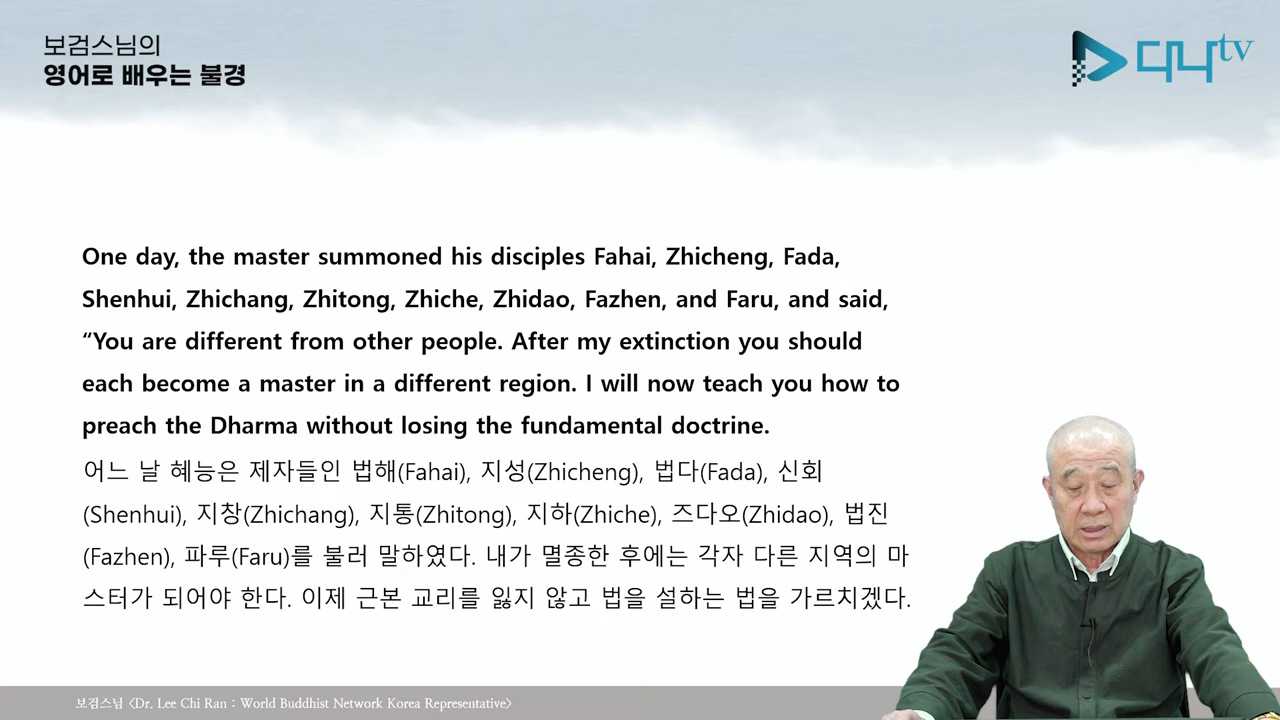 보검스님의
영어로 배우는 불경
다나tv
One day, the master summoned his disciples Fahai, Zhicheng, Fada,
Shenhui, Zhichang, Zhitong, Zhiche, Zhidao, Fazhen, and Faru, and said,
“You are different from other people. After my extinction you should
each become a master in a different region. I will now teach you how to
preach the Dharma without losing the fundamental doctrine.
어느 날 혜능은 제자들인 법해(Fahai), 지성(Zhicheng), 법다(Fada), 신회
(Shenhui), 지창(Zhichang), 지통(Zhitong), 지하(Zhiche), 즈다오(Zhidao), 법진
(Fazhen), 파루(Faru)를 불러 말하였다. 내가 멸종한 후에는 각자 다른 지역의 마
스터가 되어야 한다. 이제 근본 교리를 잃지 않고 법을 설하는 법을 가르치겠다.
보검스님 <Dr. Lee Chi Ran : World Buddhist Network Korea Representative>